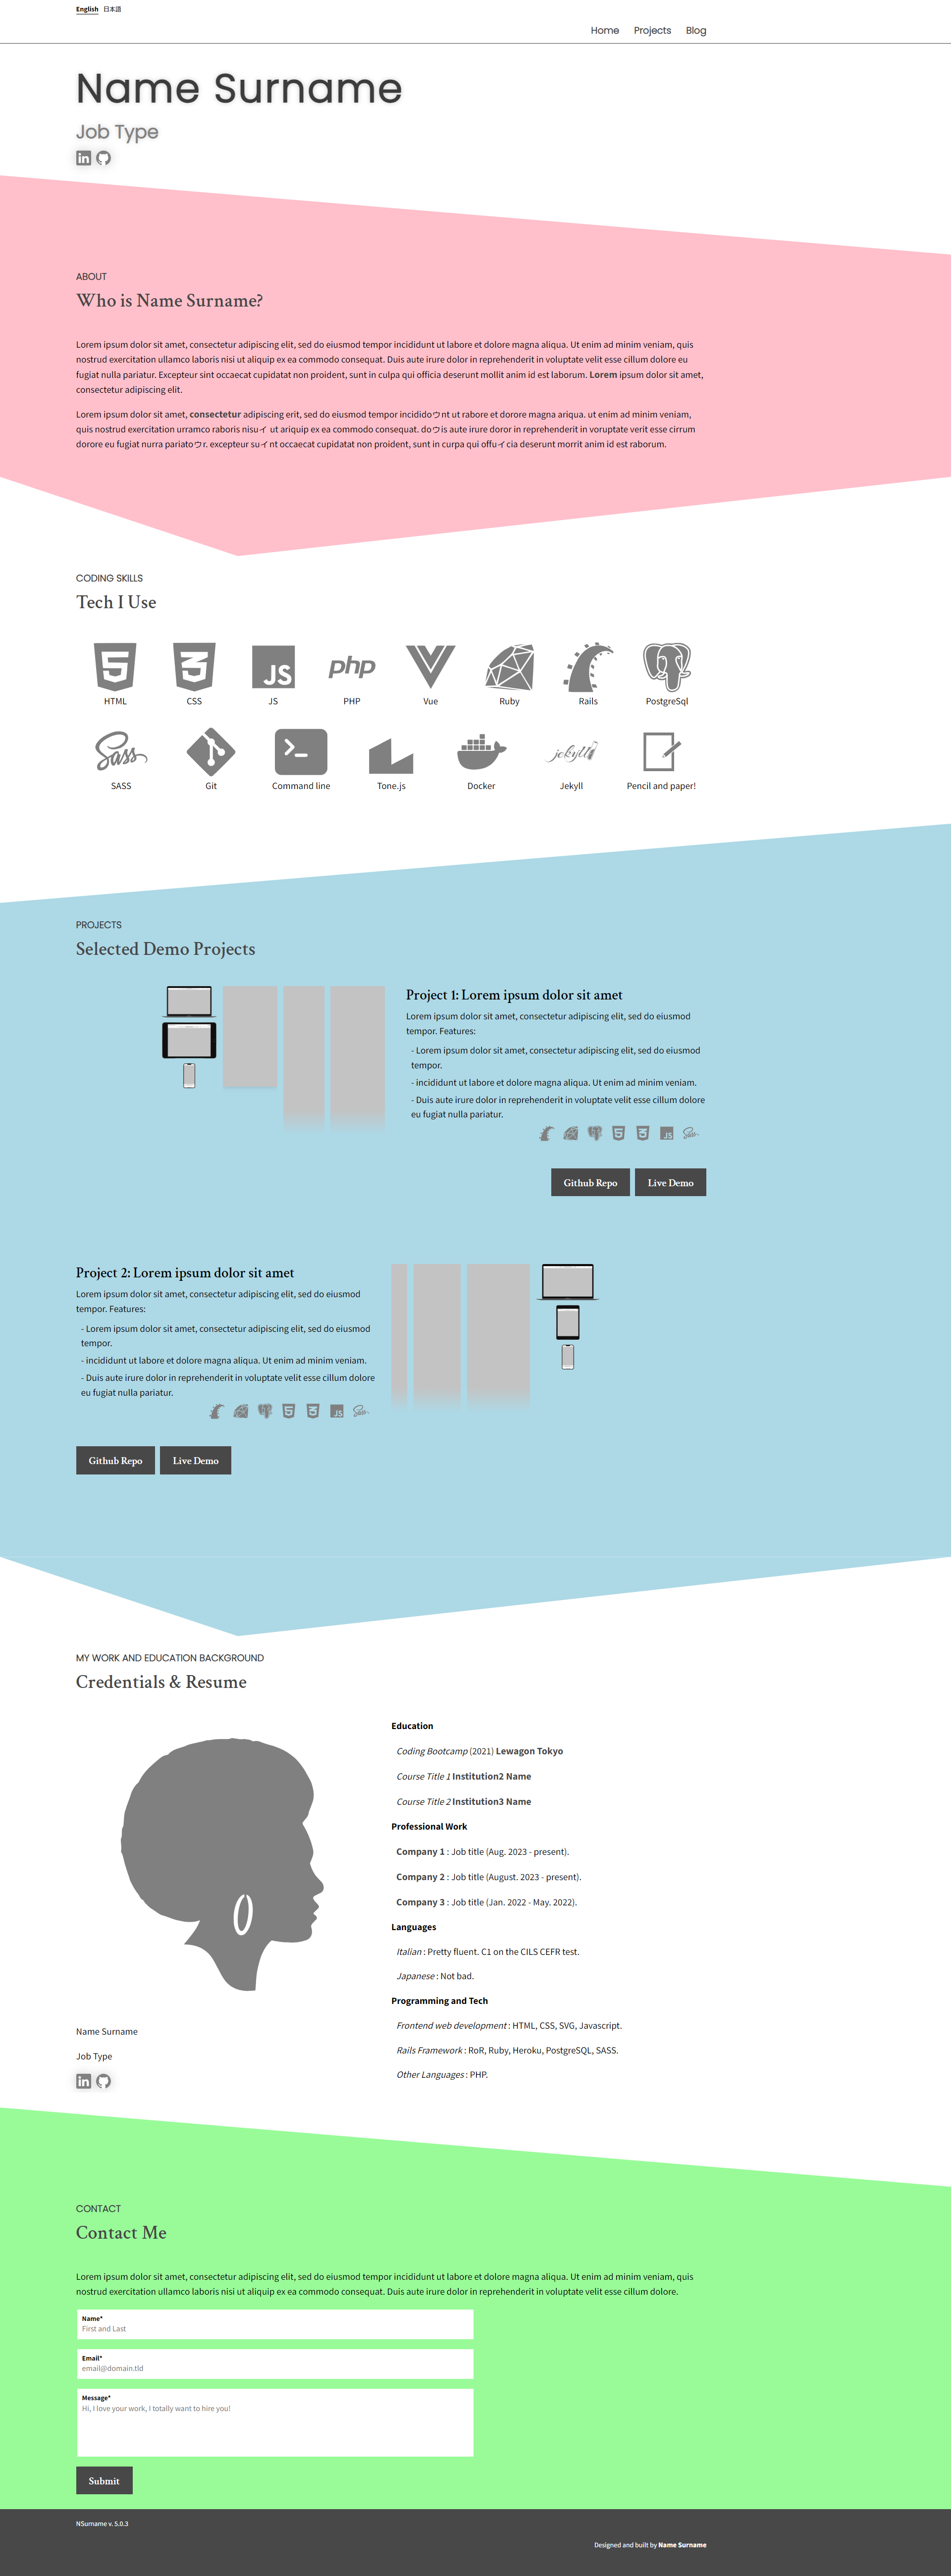 English 日本語
Home Projects Blog
Name Surname
Job Type
ABOUT
Who is Name Surname?
Lorem ipsum dolor sit amet, consectetur adipiscing elit, sed do eiusmod tempor incididunt ut labore et dolore magna aliqua. Ut enim ad minim veniam, quis
nostrud exercitation ullamco laboris nisi ut aliquip ex ea commodo consequat. Duis aute irure dolor in reprehenderit in voluptate velit esse cillum dolore eu
fugiat nulla pariatur. Excepteur sint occaecat cupidatat non proident, sunt in culpa qui officia deserunt mollit anim id est laborum. Lorem ipsum dolor sit amet,
consectetur adipiscing elit.
Lorem ipsum dolor sit amet, consectetur adipiscing erit, sed do eiusmod tempor incididoウnt ut rabore et dorore magna ariqua. ut enim ad minim veniam,
quis nostrud exercitation urramco raboris nisuイ ut ariquip ex ea commodo consequat. doウis aute irure doror in reprehenderit in voruptate verit esse cirrum
dorore eu fugiat nurra pariatoウr. excepteur suイnt occaecat cupidatat non proident, sunt in curpa qui offuイcia deserunt morrit anim id est raborum.
CODING SKILLS
Tech I Use
JS
php
Sass
jekyll
HTML CSS JS PHP Vue Ruby Rails PostgreSql
SASS Git Command line Tone.js Docker Jekyll Pencil and paper!
PROJECTS
Selected Demo Projects
Project 1: Lorem ipsum dolor sit amet
Lorem ipsum dolor sit amet, consectetur adipiscing elit, sed do eiusmod
tempor. Features:
- Lorem ipsum dolor sit amet, consectetur adipiscing elit, sed do eiusmod
tempor.
- incididunt ut labore et dolore magna aliqua. Ut enim ad minim veniam.
- Duis aute irure dolor in reprehenderit in voluptate velit esse cillum dolore
eu fugiat nulla pariatur.
Github Repo Live Demo
Project 2: Lorem ipsum dolor sit amet
Lorem ipsum dolor sit amet, consectetur adipiscing elit, sed do eiusmod
tempor. Features:
- Lorem ipsum dolor sit amet, consectetur adipiscing elit, sed do eiusmod
tempor.
- incididunt ut labore et dolore magna aliqua. Ut enim ad minim veniam.
- Duis aute irure dolor in reprehenderit in voluptate velit esse cillum dolore
eu fugiat nulla pariatur.
Github Repo Live Demo
MY WORK AND EDUCATION BACKGROUND
Credentials & Resume
Name Surname
Job Type
Education
Coding Bootcamp (2021) Lewagon Tokyo
Course Title 1 Institution2 Name
Course Title 2 Institution3 Name
Professional Work
Company 1 : Job title (Aug. 2023 - present).
Company 2 : Job title (August. 2023 - present).
Company 3 : Job title (Jan. 2022 - May. 2022).
Languages
Italian : Pretty fluent. C1 on the CILS CEFR test.
Japanese : Not bad.
Programming and Tech
Frontend web development : HTML, CSS, SVG, Javascript.
Rails Framework : RoR, Ruby, Heroku, PostgreSQL, SASS.
Other Languages : PHP.
CONTACT
Contact Me
Lorem ipsum dolor sit amet, consectetur adipiscing elit, sed do eiusmod tempor incididunt ut labore et dolore magna aliqua. Ut enim ad minim veniam, quis
nostrud exercitation ullamco laboris nisi ut aliquip ex ea commodo consequat. Duis aute irure dolor in reprehenderit in voluptate velit esse cillum dolore.
Name*
First and Last
Email*
email@domain.tld
Message*
Hi, I love your work, I totally want to hire you!
Submit
NSurname v. 5.0.3
Designed and built by Name Surname